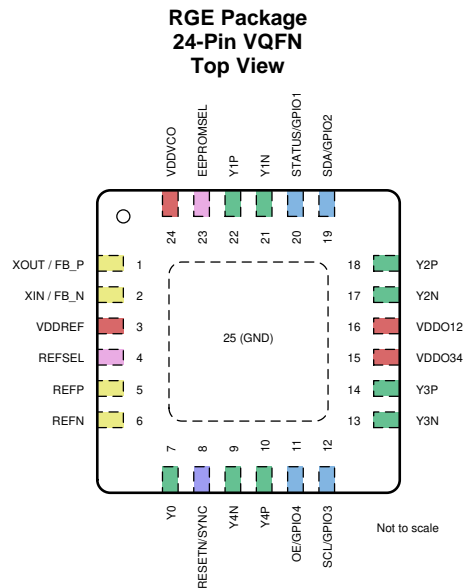 RGE Package
24-Pin VQFN
Top View
VDDVCO
EEPROMSEL
Y1P
Y1N
STATUS/GPIO1
SDA/GPIO2
24
23
22
21
20
19
XOUT / FB_P
1
XIN / FB_N
2
VDDREF
3
REFSEL
4
REFP
5
REFN
6
25 (GND)
18
Y2P
17
Y2N
16
VDDO12
15
VDDO34
14
Y3P
13
Y3N
7
8
9
10
11
12
Y0
RESETN/SYNC
Y4N
Y4P
OE/GPIO4
SCL/GPIO3
Not to scale